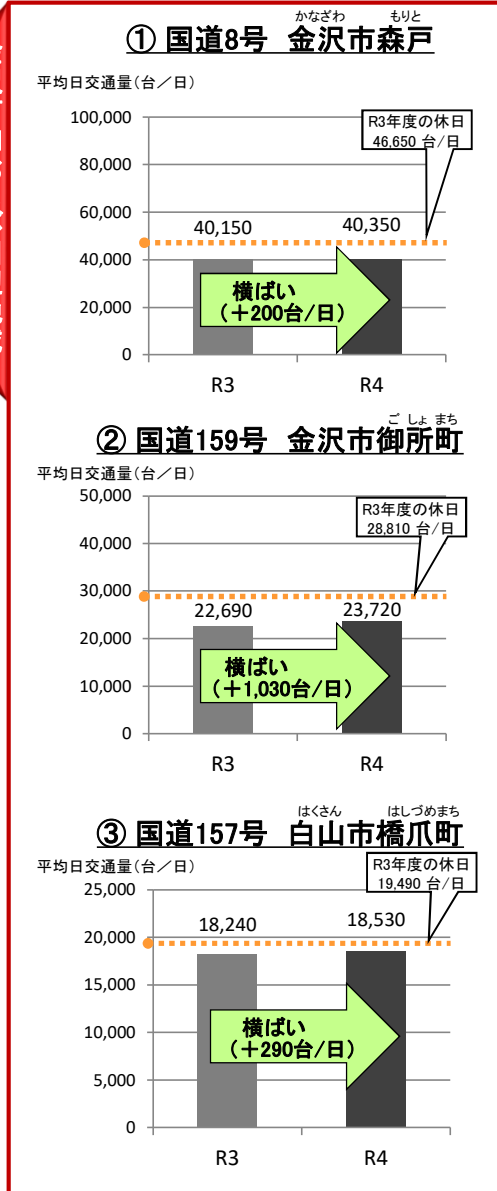 かなざわ もりと
① 国道8号 金沢市森戸
平均日交通量(台／日)
R3年度の休日
46,650 台/日
100,000
80,000
60,000
40,000
20,000
0
40,150
40,350
横ばい
(＋200台/日)
R3
R4
ごしょまち
② 国道159号 金沢市御所町
平均日交通量(台／日)
R3年度の休日
28,810 台/日
50,000
40,000
30,000
20,000
10,000
0
22,690
23,720
横ばい
(＋1,030台/日)
R3
R4
はくさん はしづめまち
③ 国道157号 白山市橋爪町
平均日交通量(台／日)
R3年度の休日
19,490 台/日
25,000
20,000
15,000
10,000
5,000
0
18,240
18,530
横ばい
(＋290台/日)
R3
R4